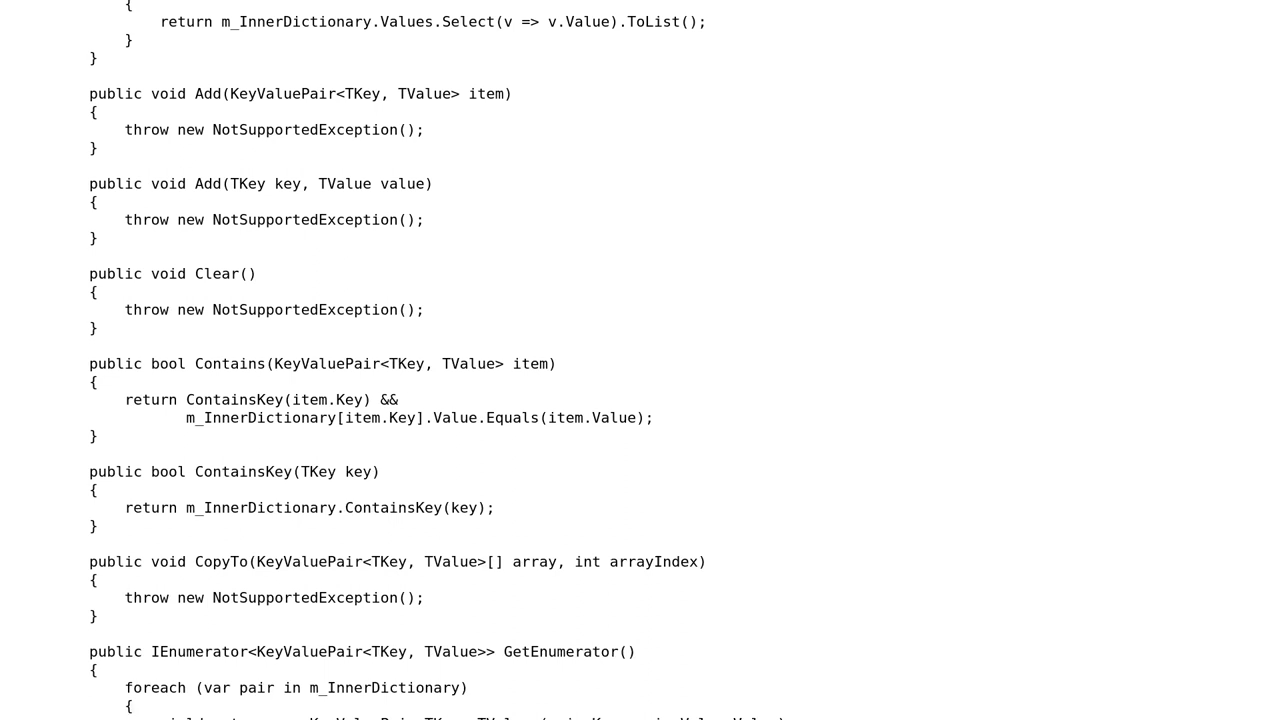 {
return m_InnerDictionary.Values.Select(v => v.Value).ToList();
}
}
public void Add(KeyValuePair<TKey, TValue> item)
{
throw new NotSupportedException();
}
public void Add(TKey key, TValue value)
{
throw new NotSupportedException();
}
public void Clear()
{
throw new NotSupportedException();
}
public bool Contains(KeyValuePair<TKey, TValue> item)
{
return ContainsKey(item.Key) &&
m_InnerDictionary[item.Key].Value.Equals(item.Value);
}
public bool ContainsKey(TKey key)
{
return m_InnerDictionary.ContainsKey(key);
}
public void CopyTo(KeyValuePair<TKey, TValue>[] array, int arrayIndex)
{
throw new NotSupportedException();
}
public IEnumerator<KeyValuePair<TKey, TValue>> GetEnumerator()
{
foreach (var pair in m_InnerDictionary)
{